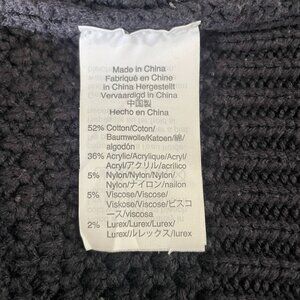 Made in China
Fabriqué en Chine
in China Hergestellt
Vervaardigd in China
中国製
Hecho en China
52% Cotton/Coton/
Baumwolle/Katoen/綿/
algodón
36% Acrylic/Acrylique/Acryl/
Acryl/アクリル/acrílico
5% Nylon/Nylon/Nylon/
Nylon/ナイロン/nailon
5% Viscose/Viscose/
Viskose/Viscose/ビス
コース/viscosa
2% Lurex/Lurex/Lurex/
Lurex/ルレックス/lurex